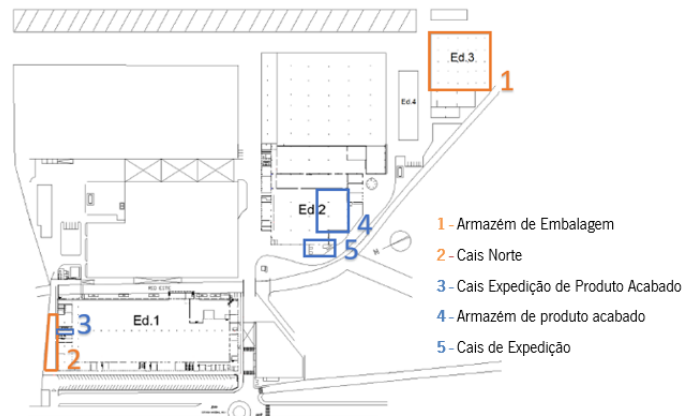 Ed.3
1
Ed.4
Ed.2
4
5
1 - Armazém de Embalagem
2 - Cais Norte
3 - Cais Expedição de Produto Acabado
4 - Armazém de produto acabado
5 - Cais de Expedição
N
3
Ed.1
2